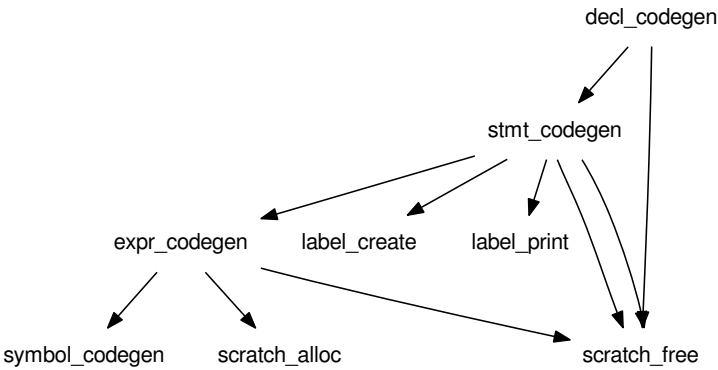 decl_codegen
stmt_codegen
expr_codegen label_create label_print
symbol_codegen scratch_alloc scratch_free